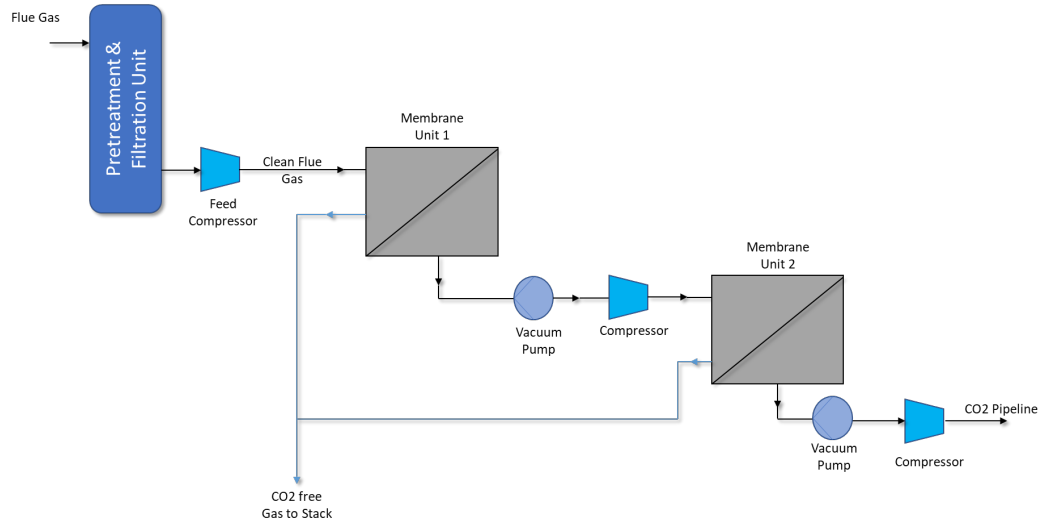 Flue Gas
Pretreatment &
Filtration Unit
Feed
Compressor
Clean Flue
Gas
Membrane
Unit 1
Vacuum
Pump
Compressor
Membrane
Unit 2
Vacuum
Pump
Compressor
CO2 Pipeline
CO2 free
Gas to Stack